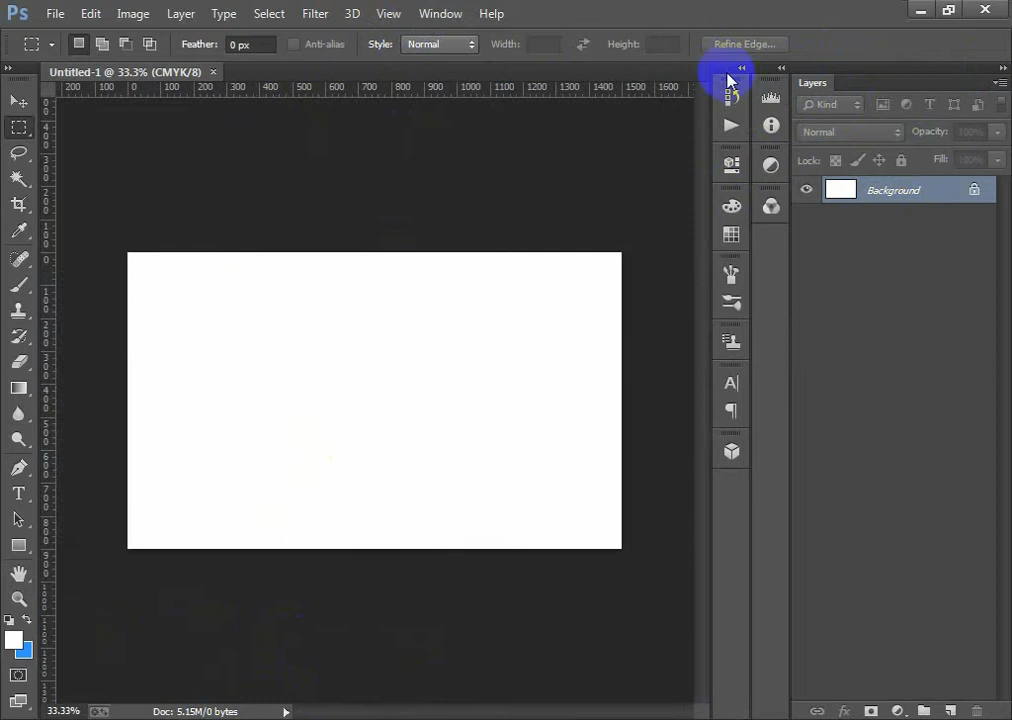 Ps File Edit Image Layer Type Select Filter 3D View Window Help
Feather: 0 px Anti-alias Style: Normal Width: Height: Refine Edge...
Untitled-1 @ 33.3% (CMYK/8) ×
200 0 100 200 300 400 500 600 700 800 900 1000 1100 1200 1300 1400 1500 1600
Layers
Kind
Normal Opacity: 100%
Lock: Fill: 100%
Background
33.33% Doc: 5.15M/0 bytes